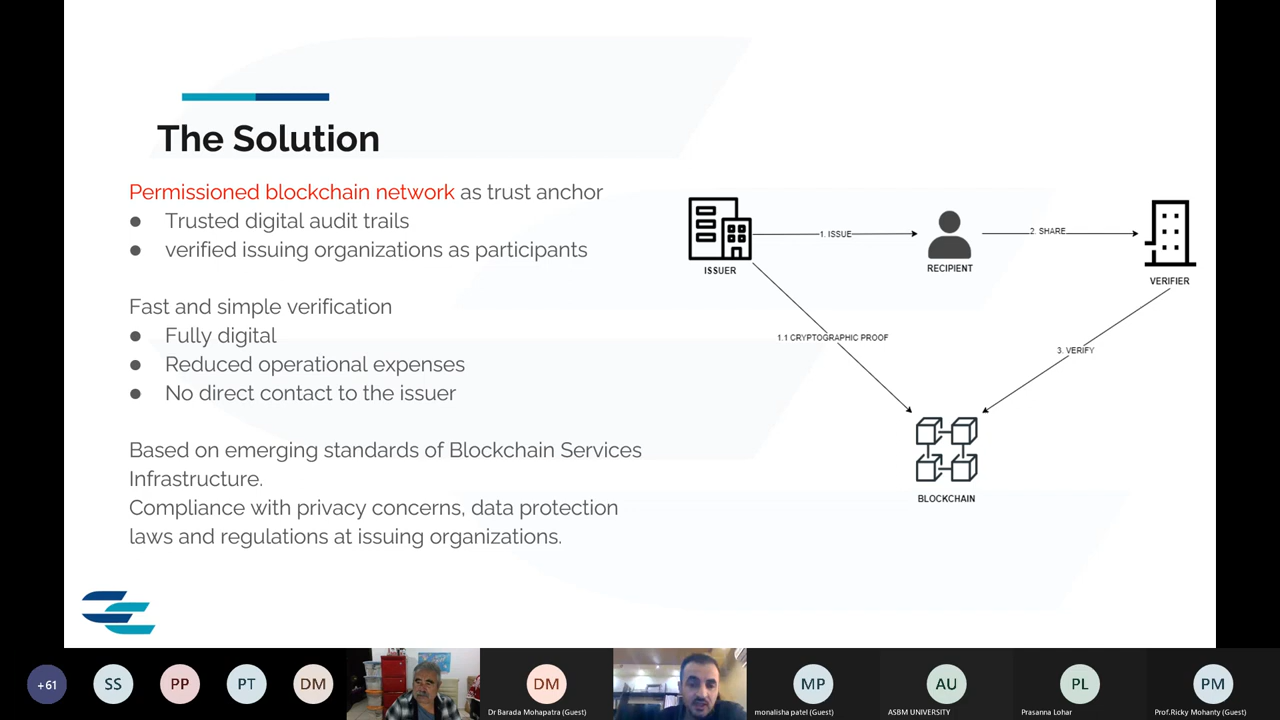 The Solution
Permissioned blockchain network as trust anchor
● Trusted digital audit trails
● verified issuing organizations as participants
Fast and simple verification
● Fully digital
● Reduced operational expenses
● No direct contact to the issuer
Based on emerging standards of Blockchain Services
Infrastructure.
Compliance with privacy concerns, data protection
laws and regulations at issuing organizations.
ISSUER
1. ISSUE
RECIPIENT
2. SHARE
VERIFIER
1.1 CRYPTOGRAPHIC PROOF
3. VERIFY
BLOCKCHAIN
+61
SS
PP
PT
DM
DM
Dr Barada Mohapatra (Guest)
MP
monalisha patel (Guest)
AU
ASBM UNIVERSITY
PL
Prasanna Lohar
PM
Prof.Ricky Mohanty (Guest)